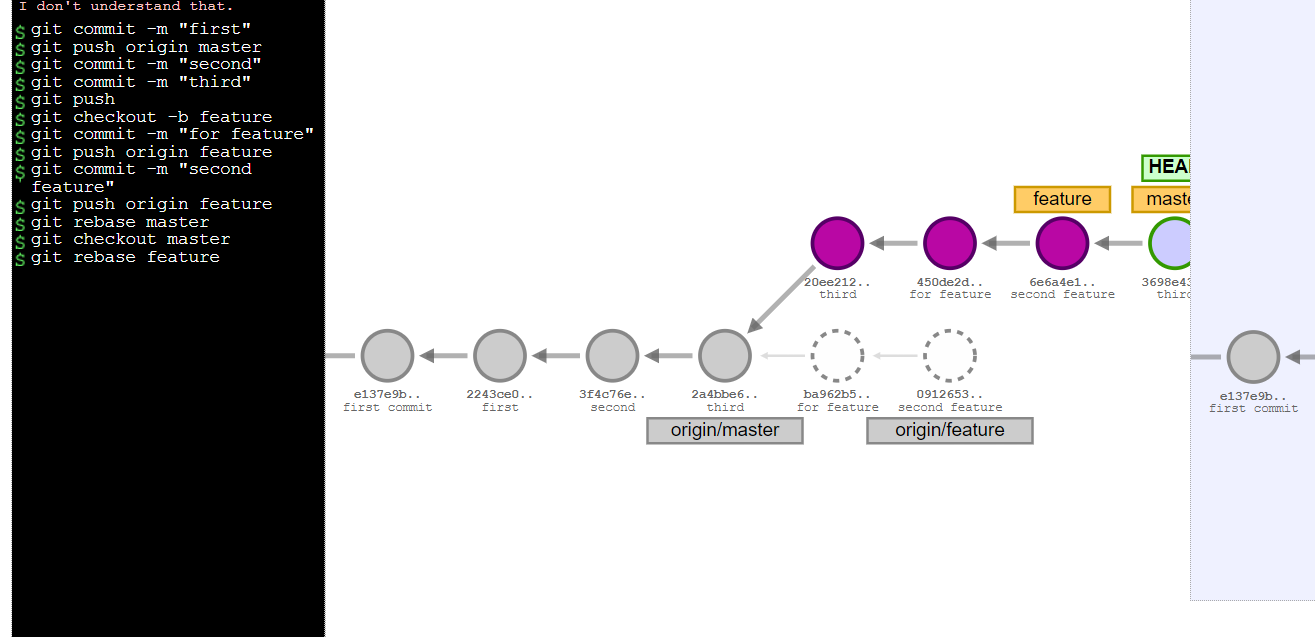 I don't understand that.
$ git commit -m "first"
$ git push origin master
$ git commit -m "second"
$ git commit -m "third"
$ git push
$ git checkout -b feature
$ git commit -m "for feature"
$ git push origin feature
$ git commit -m "second
feature"
$ git push origin feature
$ git rebase master
$ git checkout master
$ git rebase feature
HEA
feature
maste
20ee212..
third
450de2d..
for feature
6e6a4e1..
second feature
3698e43
third
e137e9b..
first commit
2243ce0..
first
3f4c76e..
second
2a4bbe6..
third
ba962b5..
for feature
0912653..
second feature
origin/master
origin/feature
e137e9b..
first commit